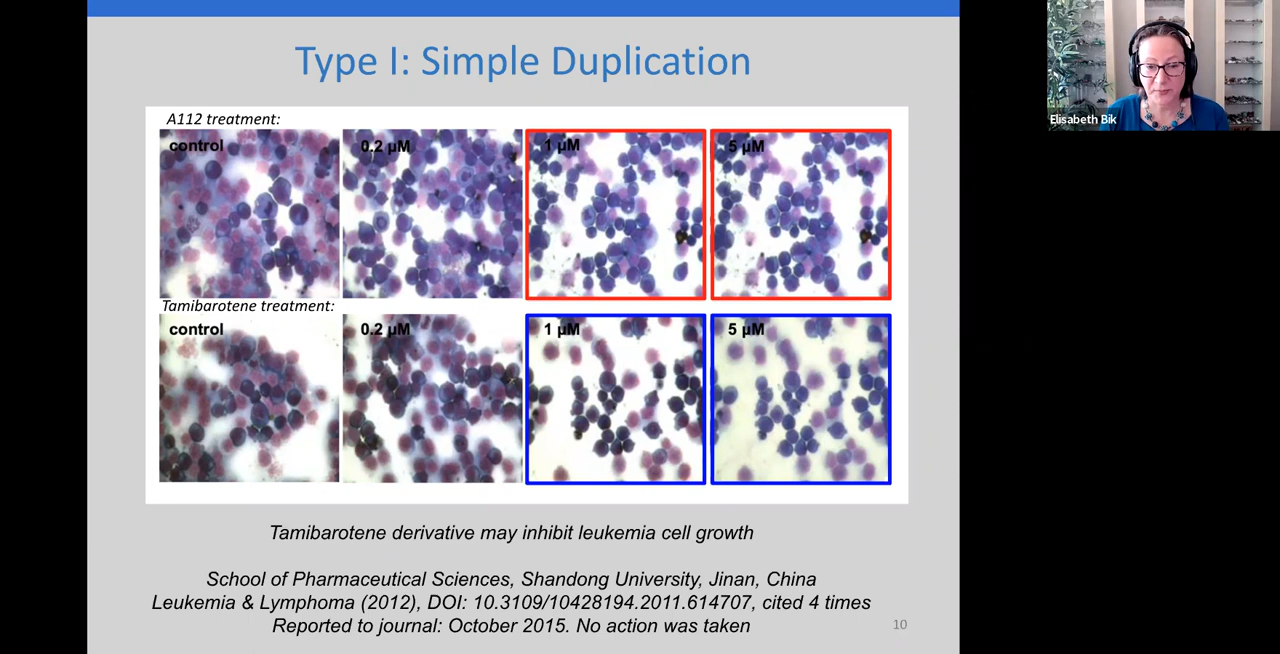 Type I: Simple Duplication
Elisabeth Bik
A112 treatment:
control 0.2 µM 1 µM 5 µM
Tamibarotene treatment:
control 0.2 µM 1 µM 5 µM
Tamibarotene derivative may inhibit leukemia cell growth
School of Pharmaceutical Sciences, Shandong University, Jinan, China
Leukemia & Lymphoma (2012), DOI: 10.3109/10428194.2011.614707, cited 4 times
Reported to journal: October 2015. No action was taken
10